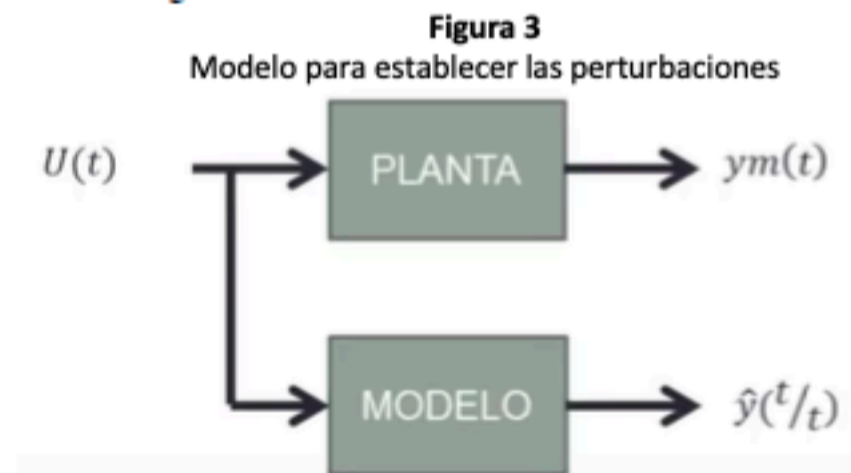 Figura 3
Modelo para establecer las perturbaciones
U(t)
PLANTA
ym(t)
MODELO
ŷ(t/t)